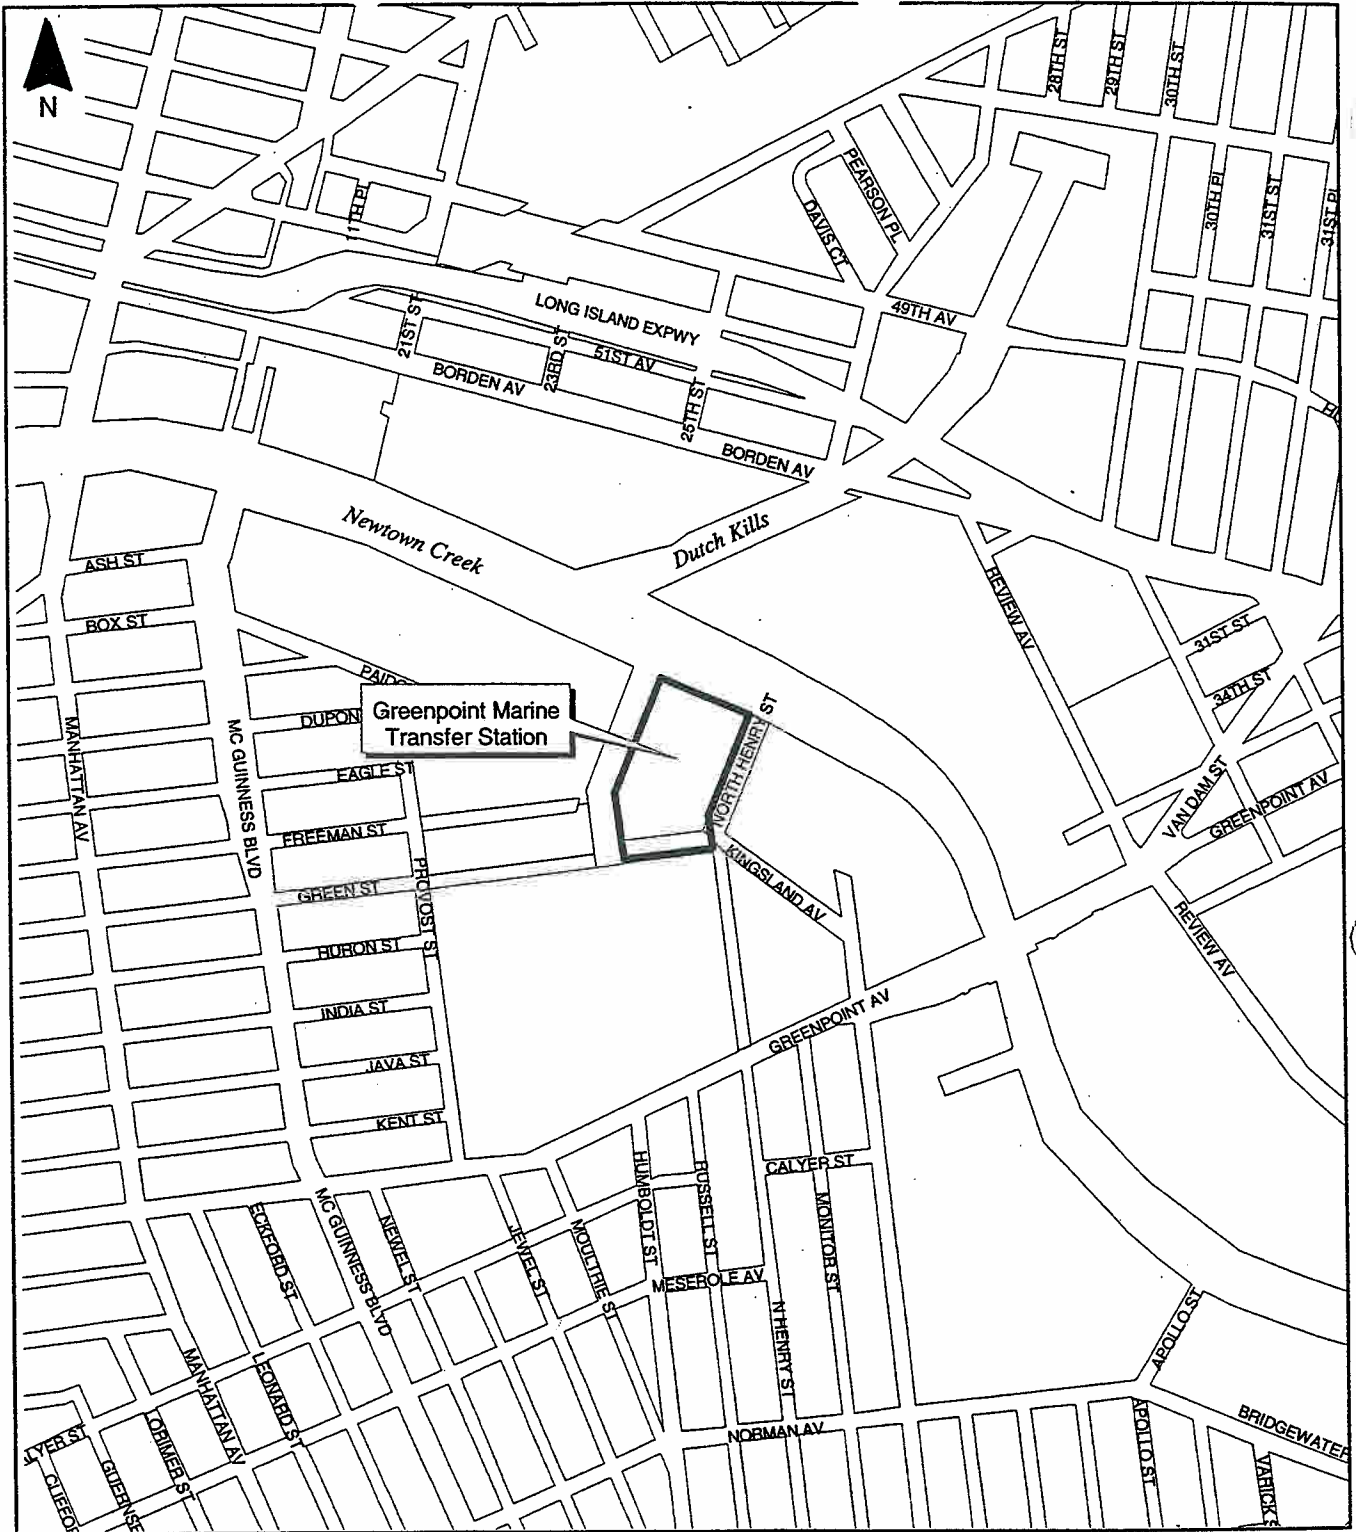 N
28TH ST
29TH ST
30TH ST
PEARSON PL
DAVIS CT
11TH PL
30TH PL
31ST ST
31ST PL
LONG ISLAND EXPWY
49TH AV
21ST ST
23RD ST
51ST AV
BORDEN AV
25TH ST
BORDEN AV
Newtown Creek
Dutch Kills
ASH ST
BOX ST
REVIEW AV
31ST ST
34TH ST
Greenpoint Marine
Transfer Station
DUPON
MANHATTAN AV
MC GUINNESS BLVD
EAGLE ST
NORTH HENRY ST
VAN DAM ST
GREENPOINT AV
FREEMAN ST
KINGSLAND AV
GREEN ST
PROVOST ST
REVIEW AV
HURON ST
INDIA ST
GREENPOINT AV
JAVA ST
KENT ST
CALYER ST
HUMBOLDT ST
RUSSELL ST
MONITOR ST
ECKFORD ST
MC GUINNESS BLVD
NEWEL ST
JEWEL ST
MOULTRIE ST
MESEROLE AV
N HENRY ST
APOLLO ST
MANHATTAN AV
LEONARD ST
LORIMER ST
LYER ST
GUERNSE
CLIFFO
NORMAN AV
APOLLO ST
BRIDGEWATER
VARICK S